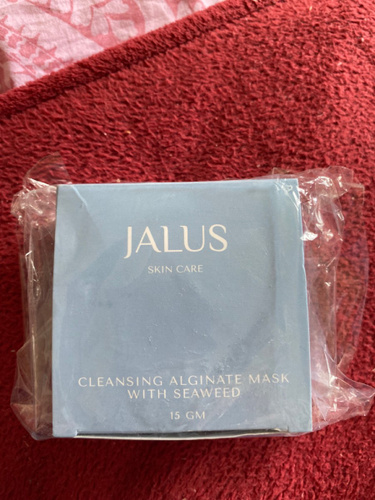 JALUS
SKIN CARE
CLEANSING ALGINATE MASK
WITH SEAWEED
15 GM